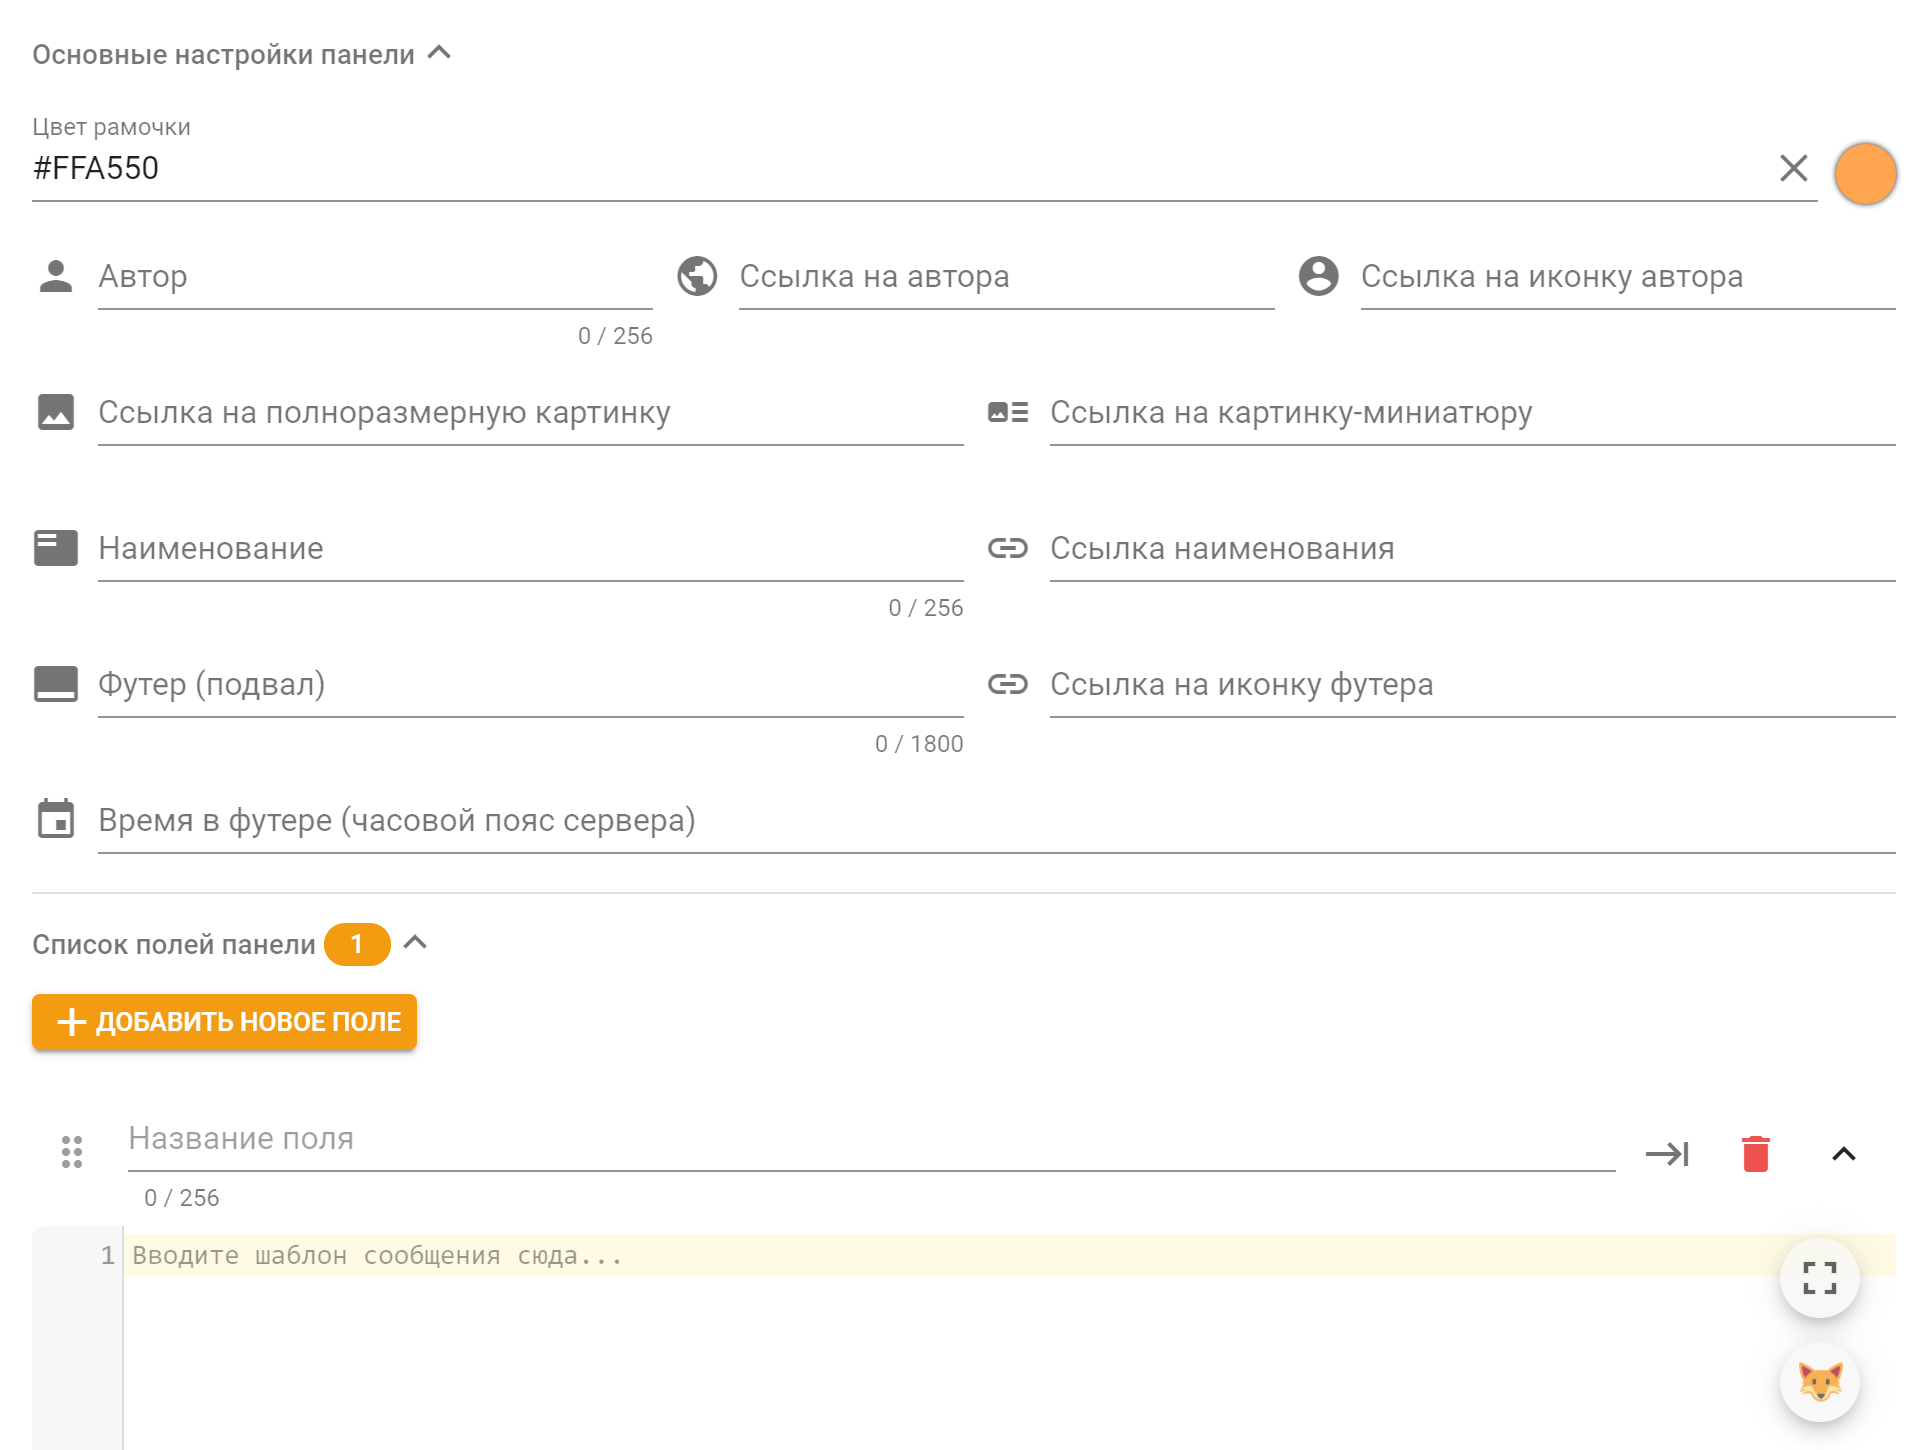 Основные настройки панели
Цвет рамочки
#FFA550
Автор
Ссылка на автора
Ссылка на иконку автора
0 / 256
Ссылка на полноразмерную картинку
Ссылка на картинку-миниатюру
Наименование
Ссылка наименования
0 / 256
Футер (подвал)
Ссылка на иконку футера
0 / 1800
Время в футере (часовой пояс сервера)
Список полей панели 1
ДОБАВИТЬ НОВОЕ ПОЛЕ
Название поля
0 / 256
1 Вводите шаблон сообщения сюда...